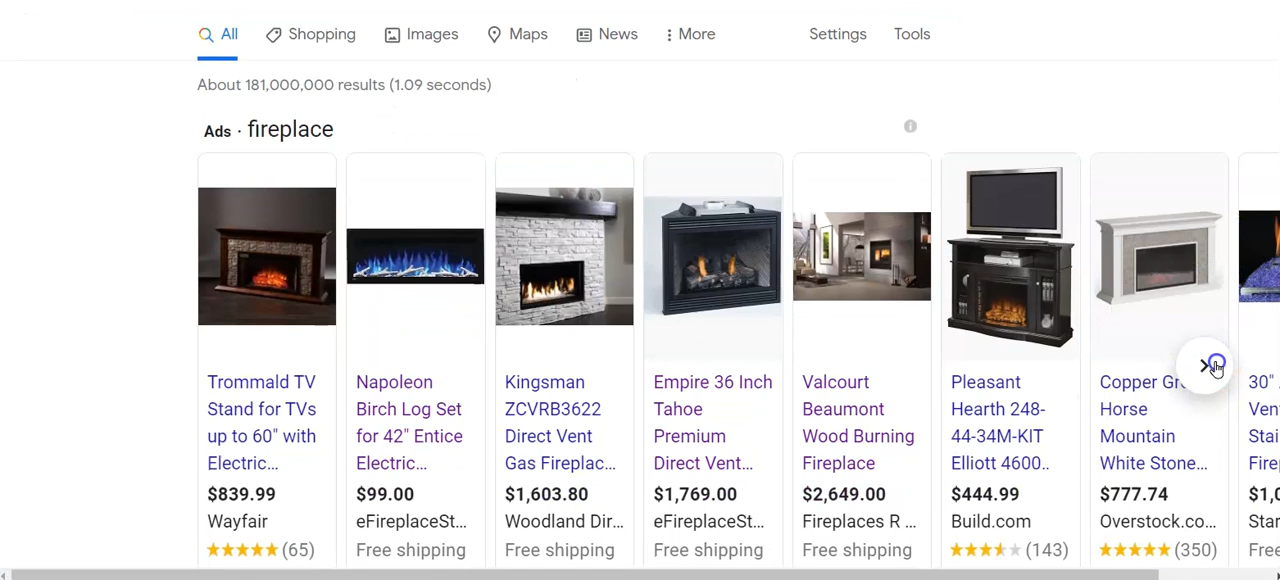 All Shopping Images Maps News More Settings Tools
About 181,000,000 results (1.09 seconds)
Ads · fireplace
Trommald TV
Stand for TVs
up to 60" with
Electric...
$839.99
Wayfair
(65)
Napoleon
Birch Log Set
for 42" Entice
Electric...
$99.00
eFireplaceSt...
Free shipping
Kingsman
ZCVRB3622
Direct Vent
Gas Fireplac...
$1,603.80
Woodland Dir...
Free shipping
Empire 36 Inch
Tahoe
Premium
Direct Vent...
$1,769.00
eFireplaceSt...
Free shipping
Valcourt
Beaumont
Wood Burning
Fireplace
$2,649.00
Fireplaces R ...
Free shipping
Pleasant
Hearth 248-
44-34M-KIT
Elliott 4600..
$444.99
Build.com
(143)
Copper
Horse
Mountain
White Stone...
$777.74
Overstock.co...
(350)
30"